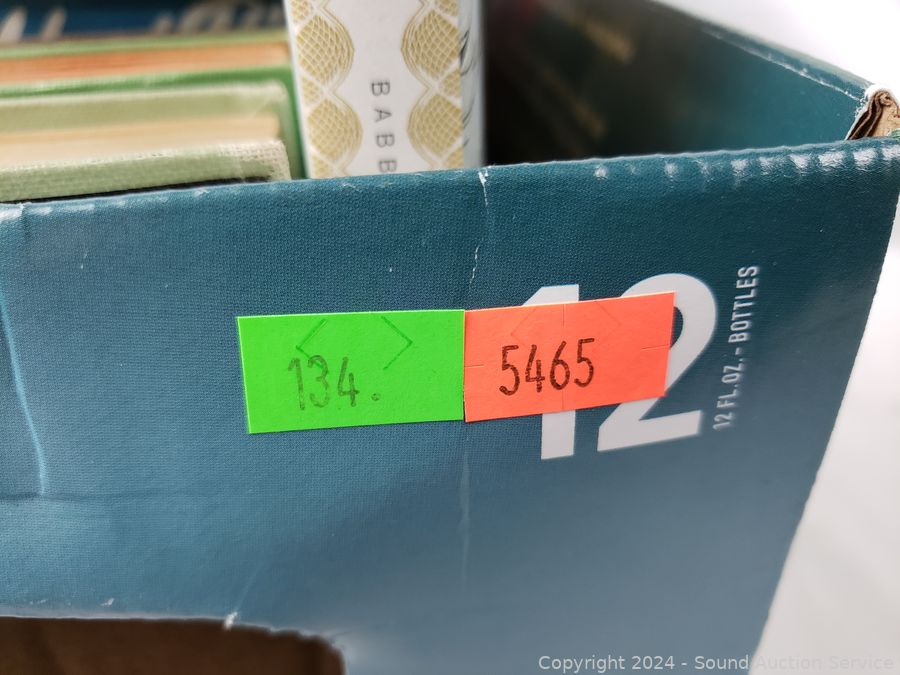 BABB
134.
5465
12
12 FL.OZ. - BOTTLES
Copyright © 2024 - Sound Auction Service